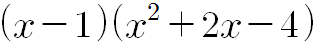 (x − 1)(x² + 2x − 4)